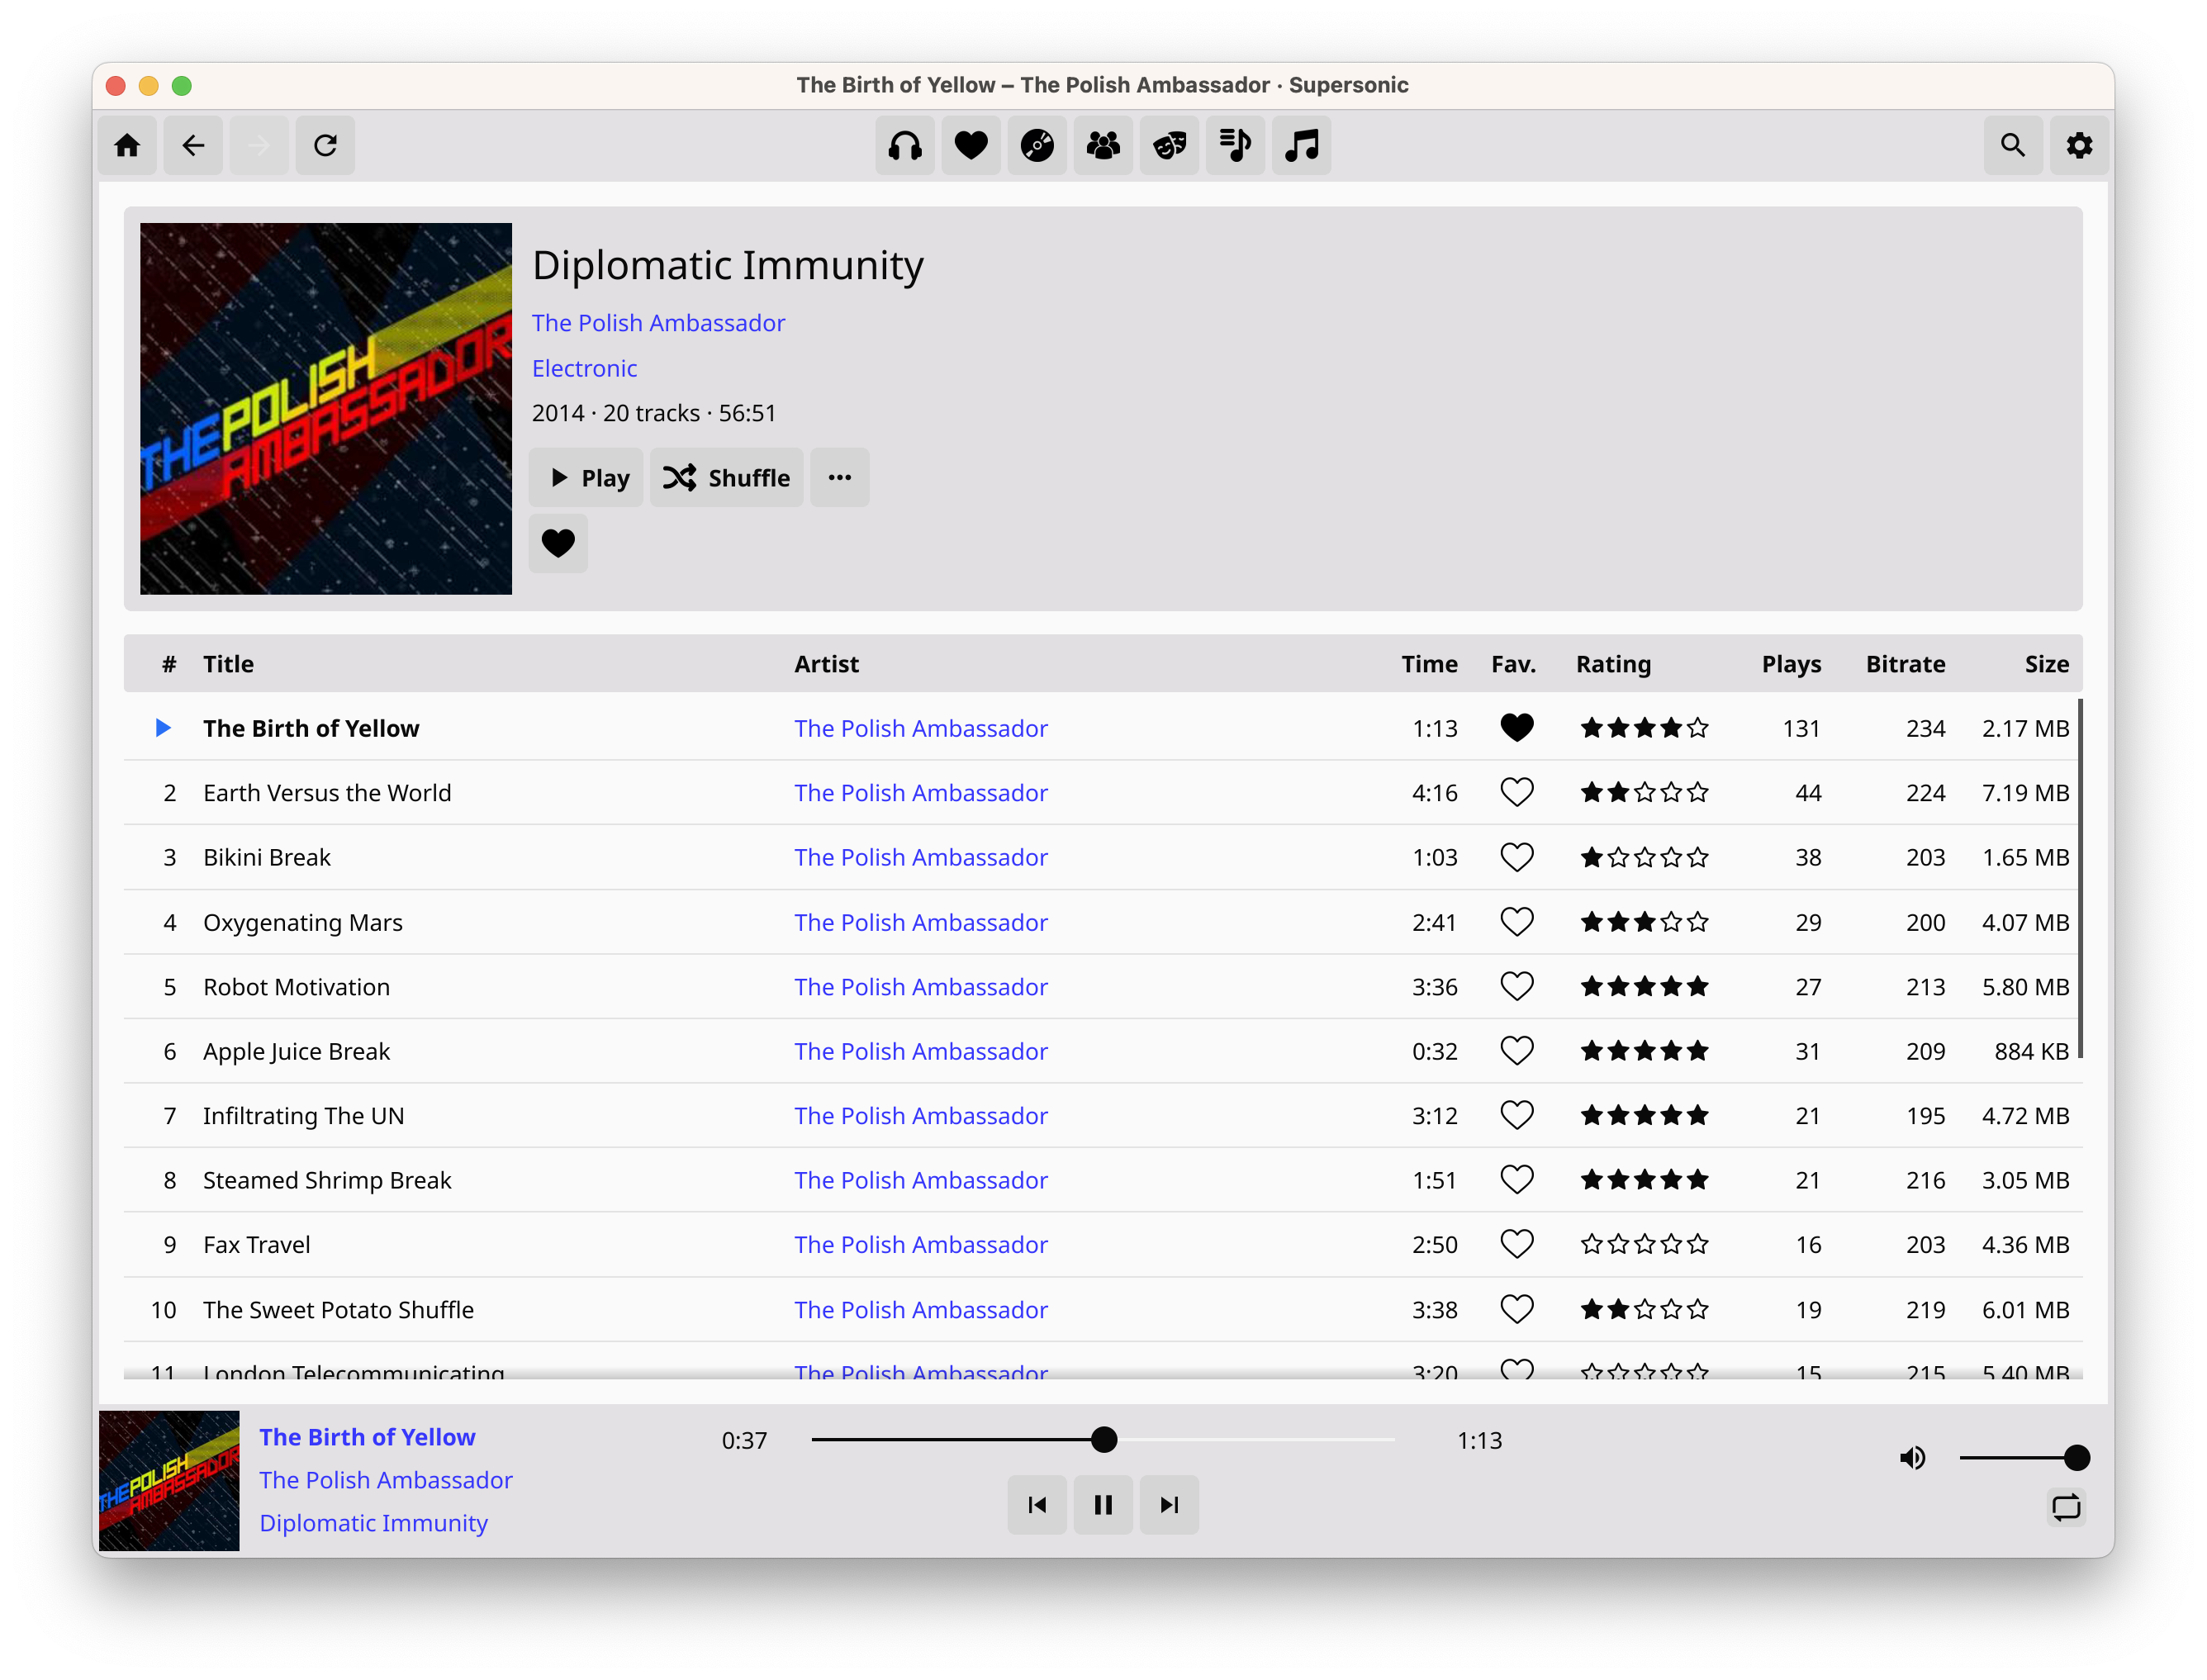 The Birth of Yellow – The Polish Ambassador · Supersonic
THE POLISH
AMBASSADOR
Diplomatic Immunity
The Polish Ambassador
Electronic
2014 · 20 tracks · 56:51
Play Shuffle
# Title Artist Time Fav. Rating Plays Bitrate Size
The Birth of Yellow The Polish Ambassador 1:13 131 234 2.17 MB
2 Earth Versus the World The Polish Ambassador 4:16 44 224 7.19 MB
3 Bikini Break The Polish Ambassador 1:03 38 203 1.65 MB
4 Oxygenating Mars The Polish Ambassador 2:41 29 200 4.07 MB
5 Robot Motivation The Polish Ambassador 3:36 27 213 5.80 MB
6 Apple Juice Break The Polish Ambassador 0:32 31 209 884 KB
7 Infiltrating The UN The Polish Ambassador 3:12 21 195 4.72 MB
8 Steamed Shrimp Break The Polish Ambassador 1:51 21 216 3.05 MB
9 Fax Travel The Polish Ambassador 2:50 16 203 4.36 MB
10 The Sweet Potato Shuffle The Polish Ambassador 3:38 19 219 6.01 MB
11 London Telecommunicating The Polish Ambassador 3:20 15 215 5.40 MB
THE POLISH
AMBASSADOR
The Birth of Yellow
The Polish Ambassador
Diplomatic Immunity
0:37 1:13